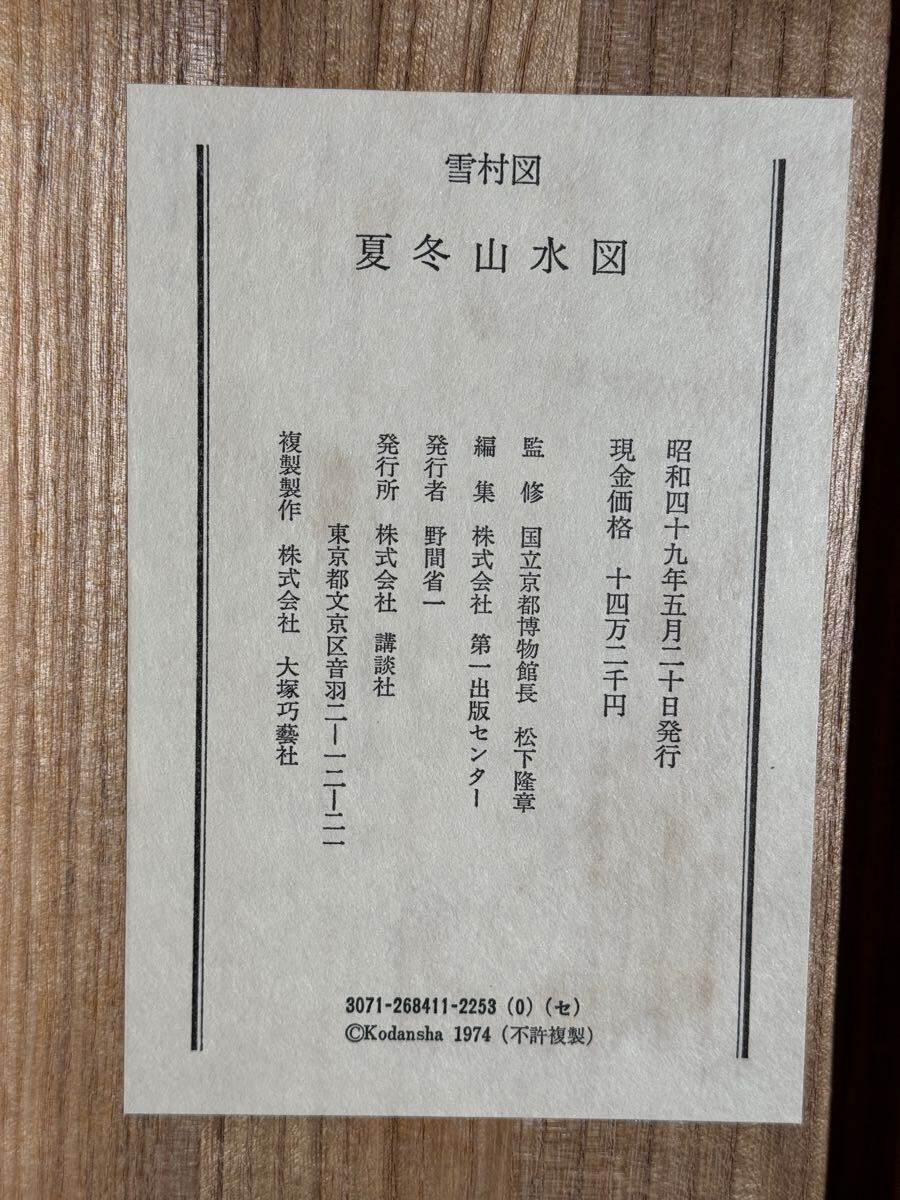 雪村図
夏冬山水図
昭和四十九年五月二十日発行
現金価格 十四万二千円
監修 国立京都博物館長 松下隆章
編集 株式会社 第一出版センター
発行者 野間省一
発行所 株式会社 講談社
東京都文京区音羽二ー一二ー二一
複製製作 株式会社 大塚巧藝社
3071-268411-2253 (0) (セ)
©Kodansha 1974 (不許複製)